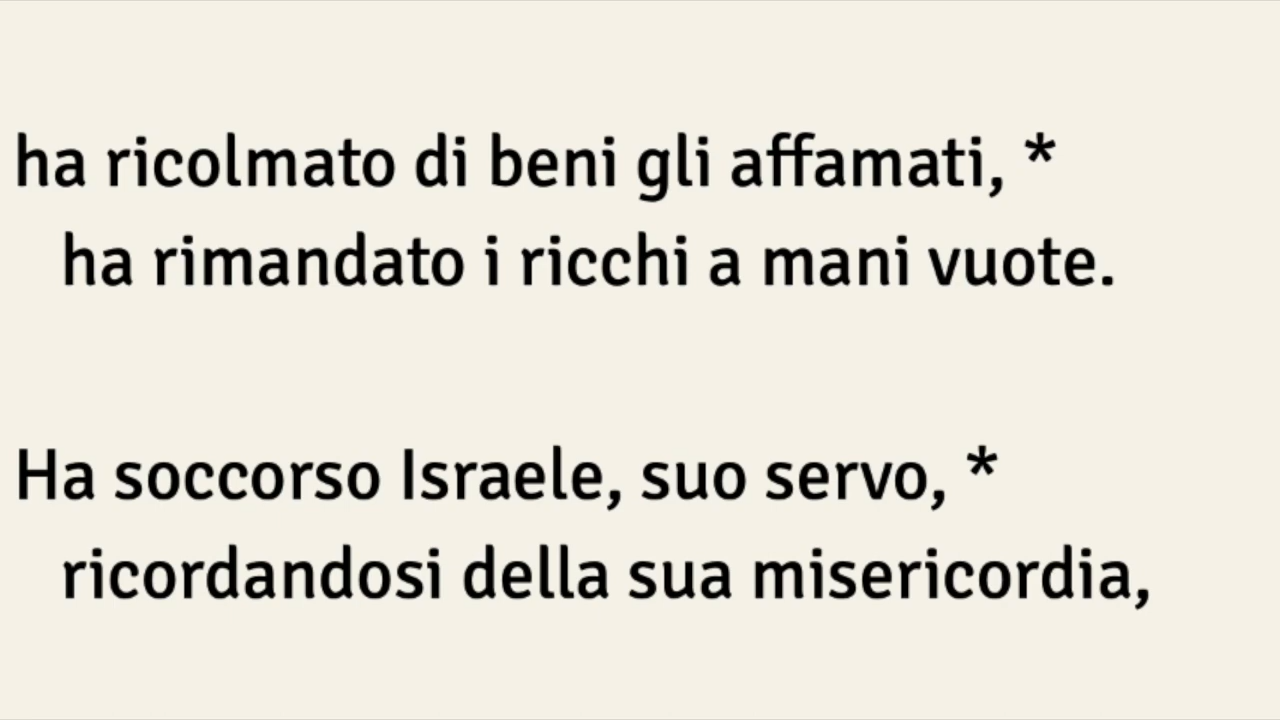 ha ricolmato di beni gli affamati, *
ha rimandato i ricchi a mani vuote.
Ha soccorso Israele, suo servo, *
ricordandosi della sua misericordia,